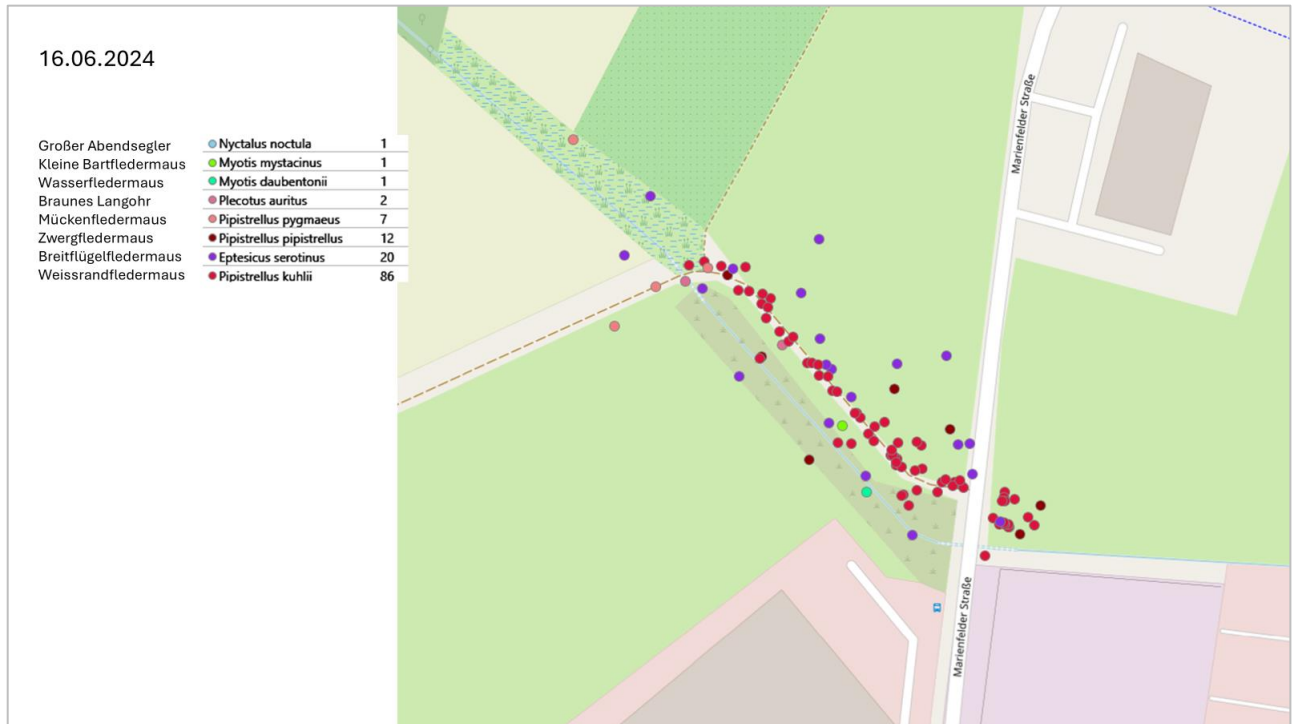 16.06.2024
Großer Abendsegler Nyctalus noctula 1
Kleine Bartfledermaus Myotis mystacinus 1
Wasserfledermaus Myotis daubentonii 1
Braunes Langohr Plecotus auritus 2
Mückenfledermaus Pipistrellus pygmaeus 7
Zwergfledermaus Pipistrellus pipistrellus 12
Breitflügelfledermaus Eptesicus serotinus 20
Weissrandfledermaus Pipistrellus kuhlii 86
Marienfelder Straße
Marienfelder Straße